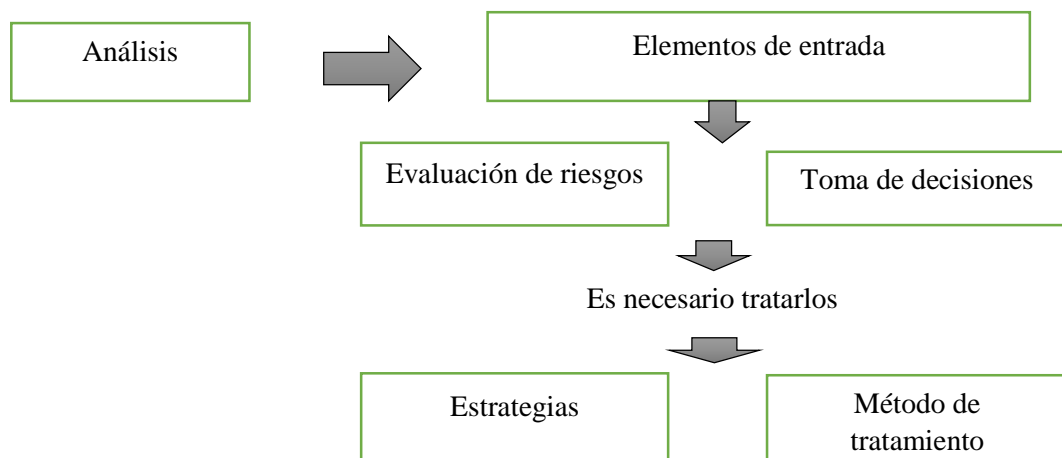 Análisis
Elementos de entrada
Evaluación de riesgos
Toma de decisiones
Es necesario tratarlos
Estrategias
Método de
tratamiento